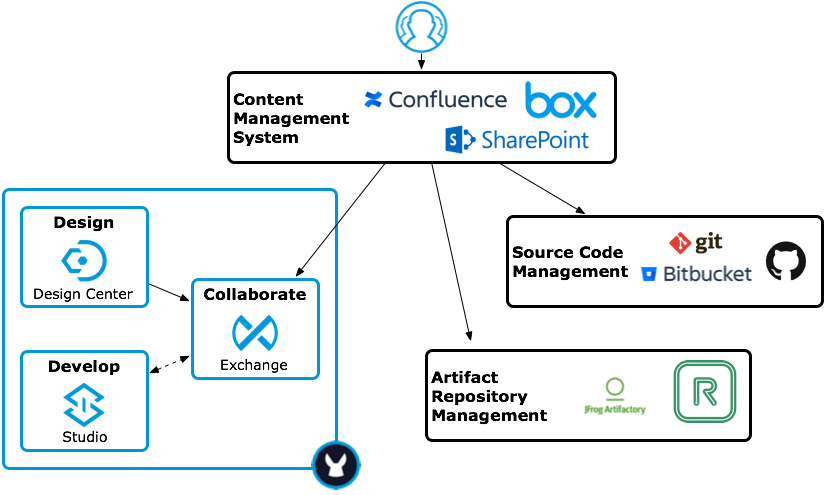 Content
Management
System
Confluence
box
S
SharePoint
Design
Design Center
Collaborate
Exchange
Develop
Studio
Source Code
Management
git
Bitbucket
Artifact
Repository
Management
JFrog Artifactory
R